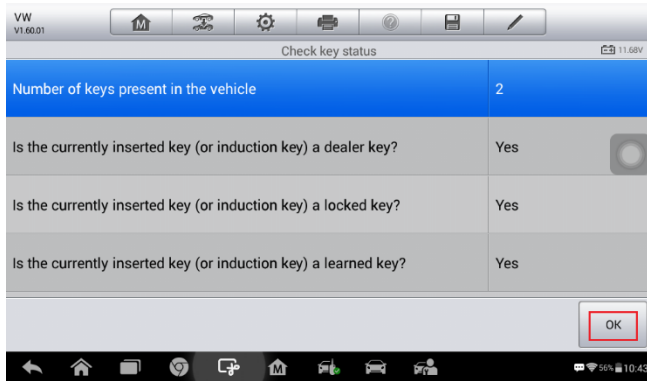 VW
V1.60.01
Check key status
11.68V
Number of keys present in the vehicle 2
Is the currently inserted key (or induction key) a dealer key? Yes
Is the currently inserted key (or induction key) a locked key? Yes
Is the currently inserted key (or induction key) a learned key? Yes
OK
56% 10:43